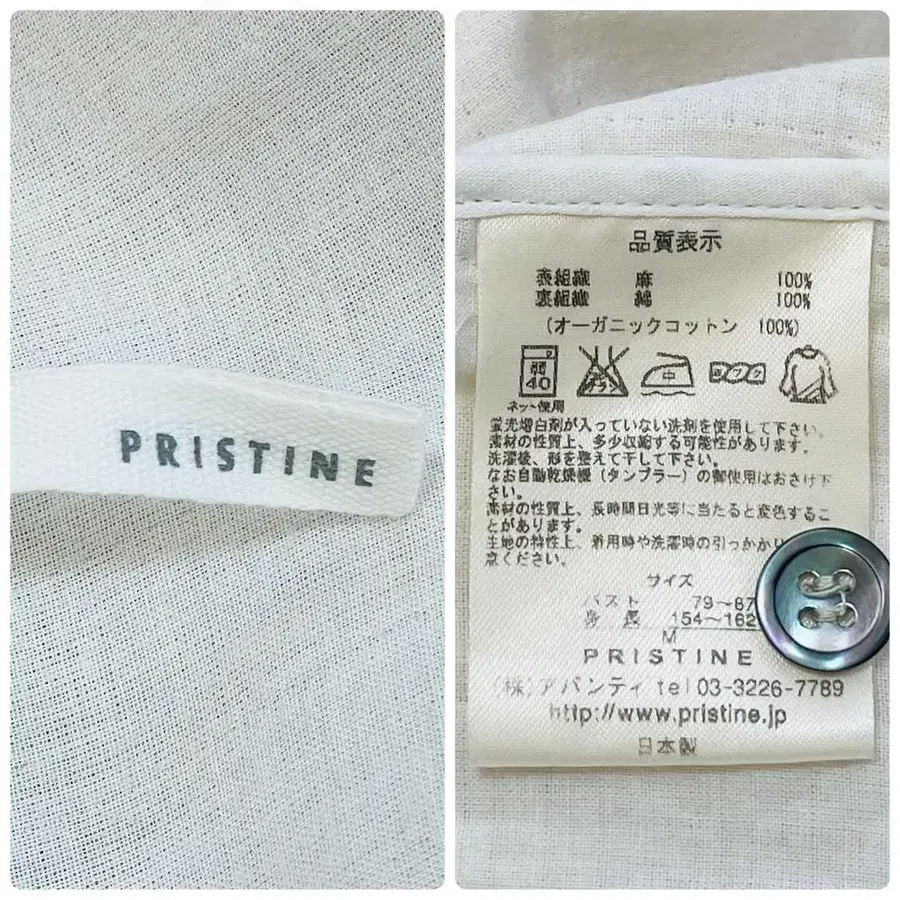 PRISTINE
品質表示
表組織 麻 100%
裏組織 綿 100%
(オーガニックコットン 100%)
弱
40
中
ネット使用
蛍光増白剤が入っていない洗剤を使用して下さい。
素材の性質上、多少収縮する可能性があります。
洗濯後、形を整えて干して下さい。
なお自動乾燥機(タンブラー)の御使用はおさけ下
さい。
素材の性質上、長時間日光等に当たると変色するこ
とがあります。
生地の特性上、着用時や洗濯時の引っかかり
意ください。
サイズ
バスト 79〜87
身長 154〜162
M
PRISTINE
(株)アバンティ tel 03-3226-7789
http://www.pristine.jp
日本製